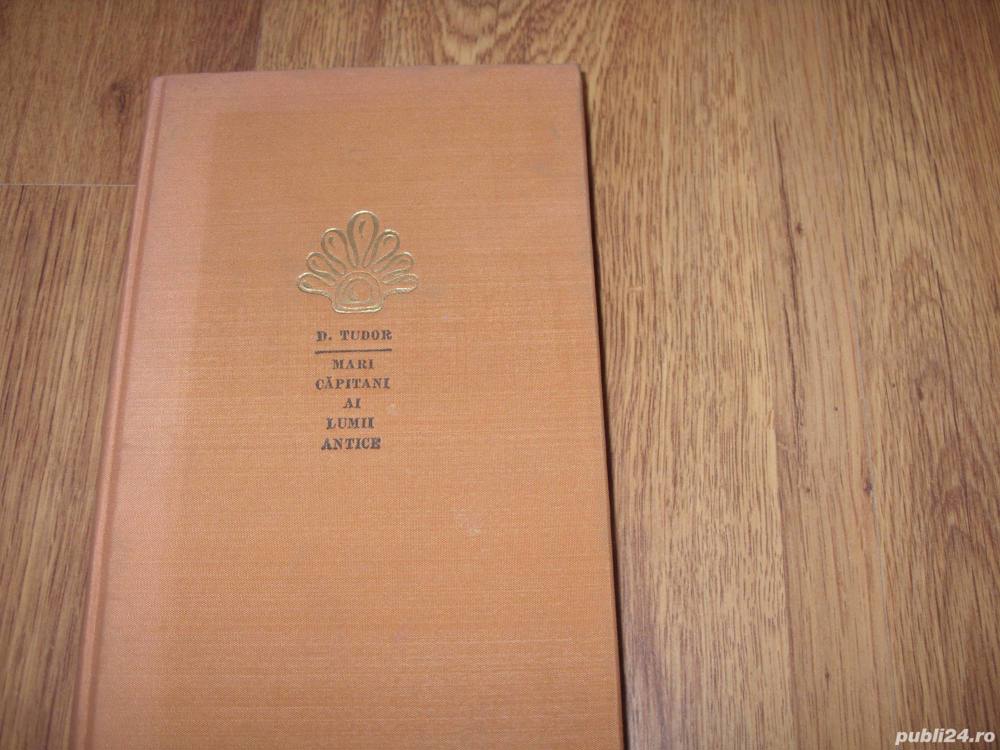 D. TUDOR
MARI
CĂPITANI
AI
LUMII
ANTICE
publi24.ro